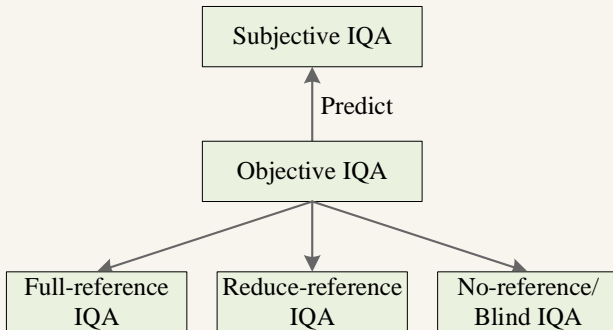 Subjective IQA
Predict
Objective IQA
Full-reference
IQA
Reduce-reference
IQA
No-reference/
Blind IQA